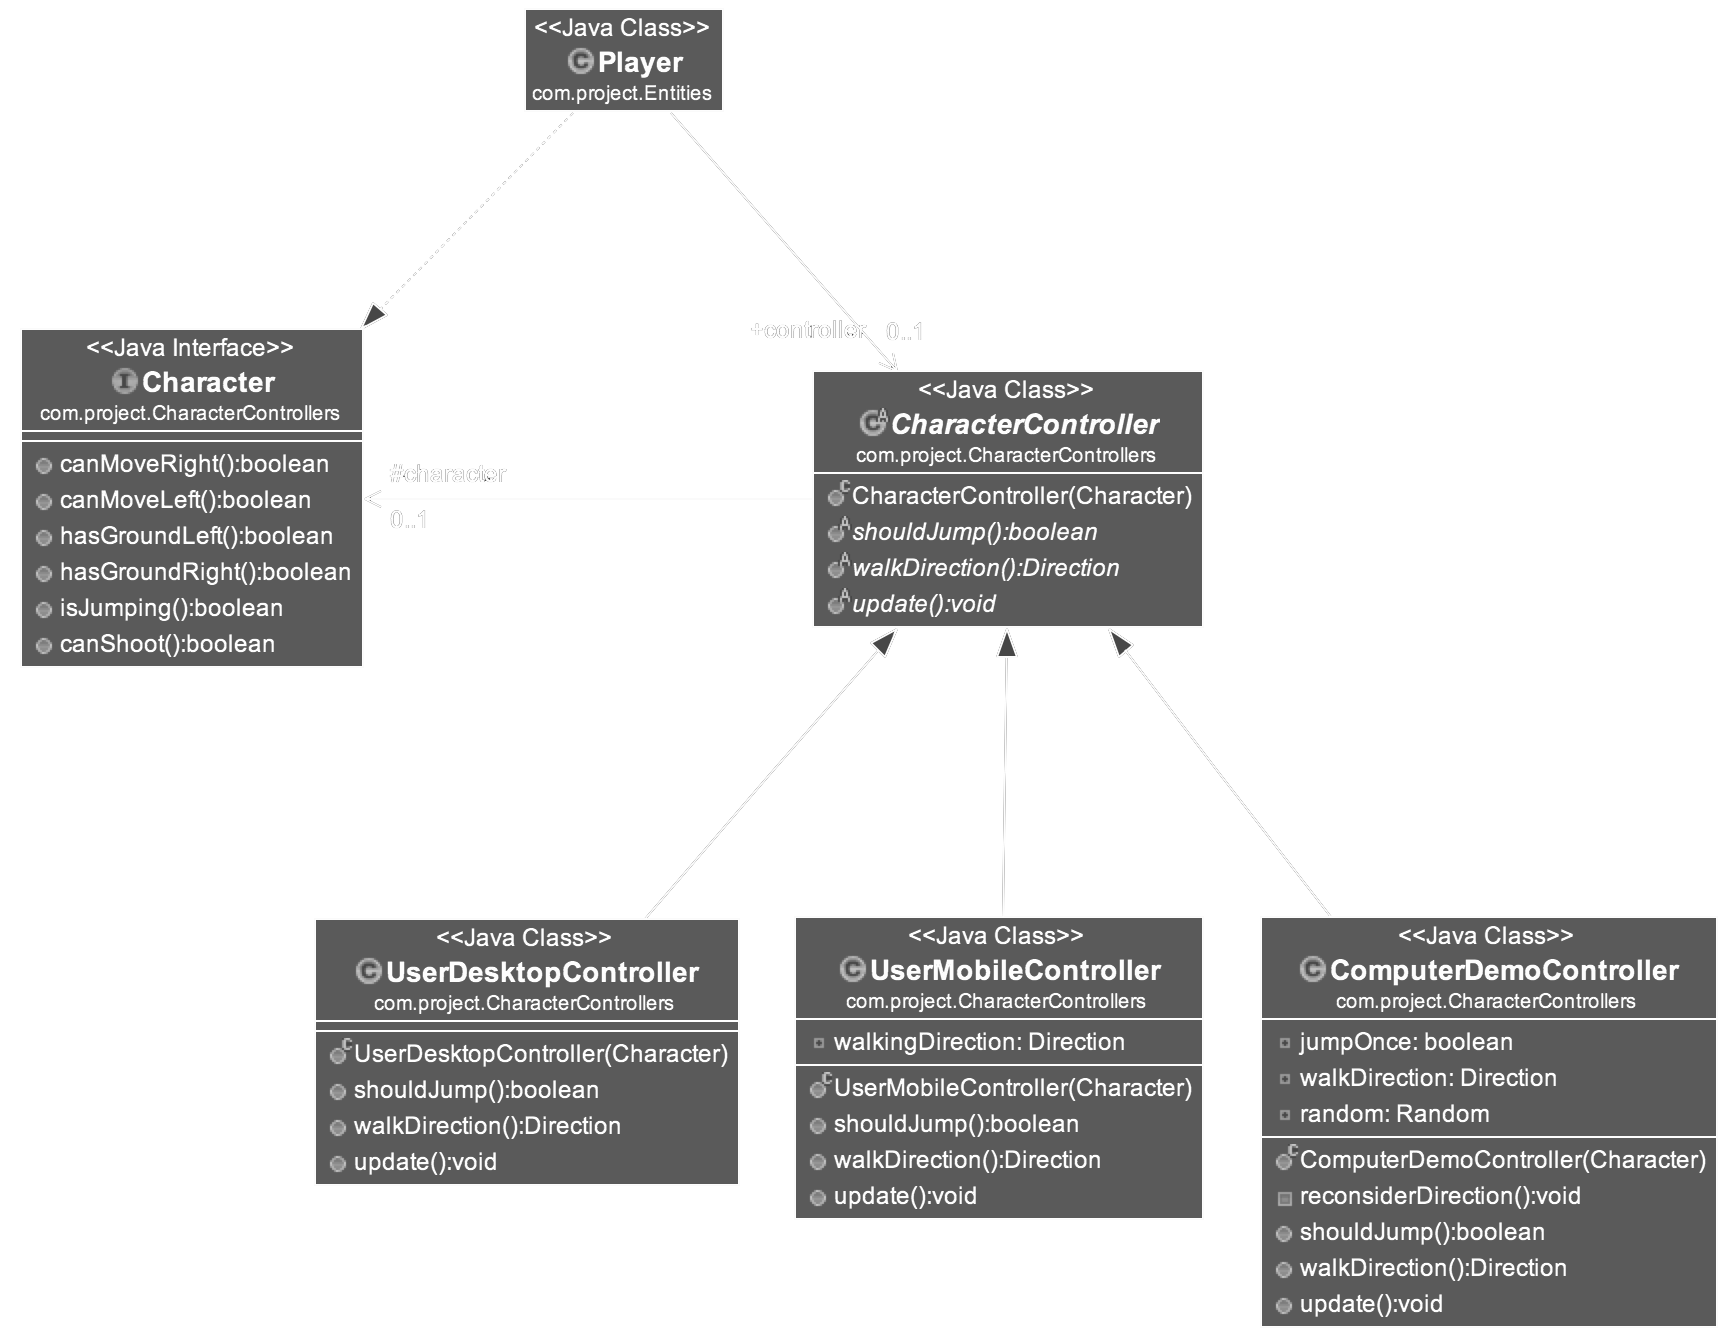 <<Java Class>>
Player
com.project.Entities
<<Java Interface>>
Character
com.project.CharacterControllers
canMoveRight():boolean
canMoveLeft():boolean
hasGroundLeft():boolean
hasGroundRight():boolean
isJumping():boolean
canShoot():boolean
+controller 0..1
#character
0..1
<<Java Class>>
CharacterController
com.project.CharacterControllers
CharacterController(Character)
shouldJump():boolean
walkDirection():Direction
update():void
<<Java Class>>
UserDesktopController
com.project.CharacterControllers
UserDesktopController(Character)
shouldJump():boolean
walkDirection():Direction
update():void
<<Java Class>>
UserMobileController
com.project.CharacterControllers
walkingDirection: Direction
UserMobileController(Character)
shouldJump():boolean
walkDirection():Direction
update():void
<<Java Class>>
ComputerDemoController
com.project.CharacterControllers
jumpOnce: boolean
walkDirection: Direction
random: Random
ComputerDemoController(Character)
reconsiderDirection():void
shouldJump():boolean
walkDirection():Direction
update():void